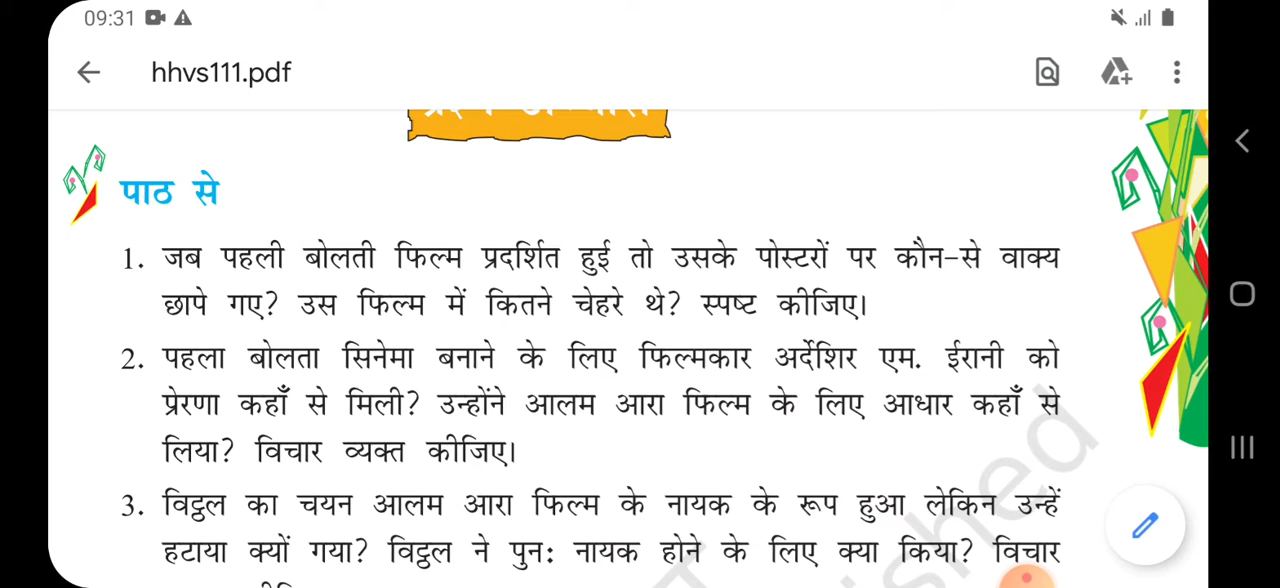 09:31
hhvs111.pdf
पाठ से
1. जब पहली बोलती फिल्म प्रदर्शित हुई तो उसके पोस्टरों पर कौन-से वाक्य
छापे गए? उस फिल्म में कितने चेहरे थे? स्पष्ट कीजिए।
2. पहला बोलता सिनेमा बनाने के लिए फिल्मकार अर्देशिर एम. ईरानी को
प्रेरणा कहाँ से मिली? उन्होंने आलम आरा फिल्म के लिए आधार कहाँ से
लिया? विचार व्यक्त कीजिए।
3. विट्ठल का चयन आलम आरा फिल्म के नायक के रूप हुआ लेकिन उन्हें
हटाया क्यों गया? विट्ठल ने पुन: नायक होने के लिए क्या किया? विचार